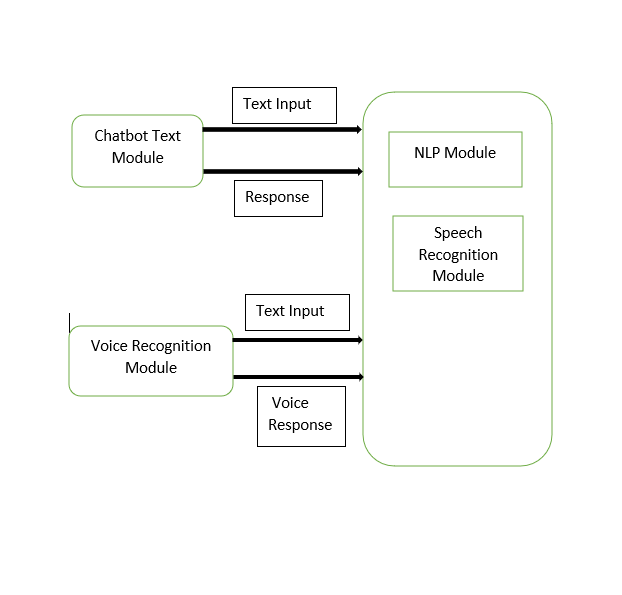 Text Input
Chatbot Text
Module
NLP Module
Response
Speech
Recognition
Module
Text Input
Voice Recognition
Module
Voice
Response